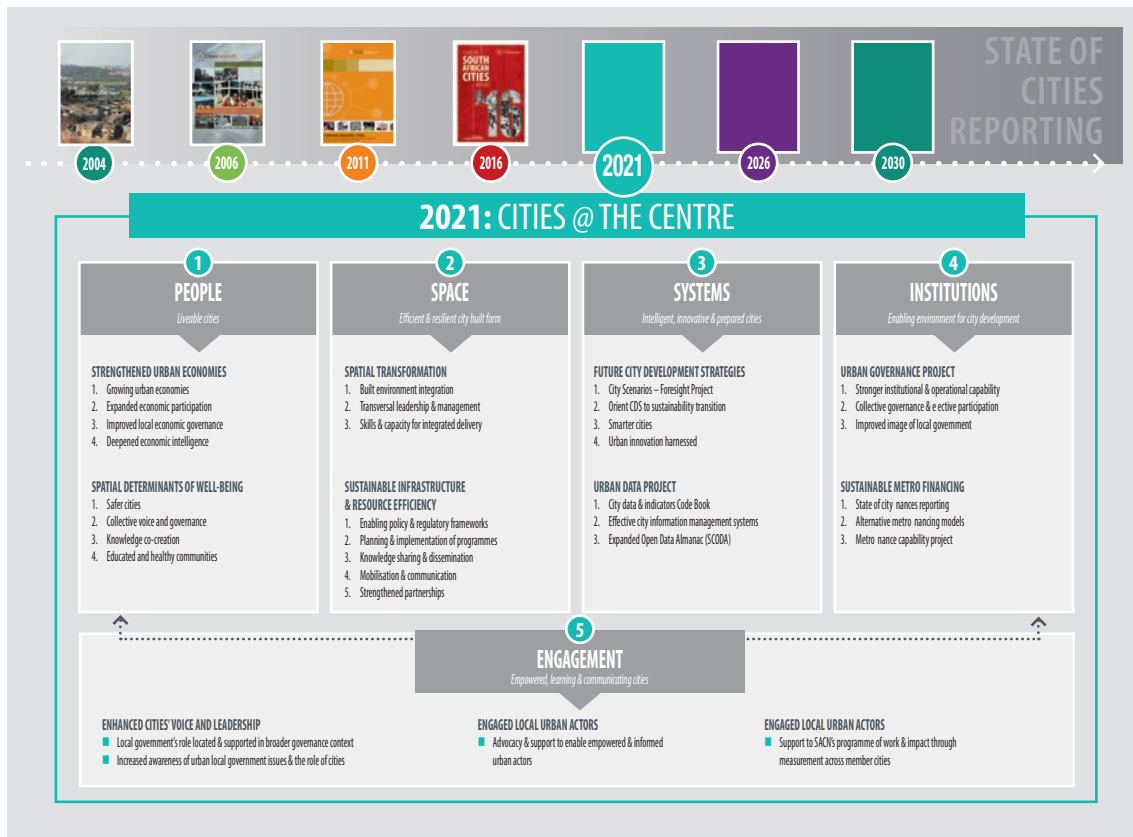 STATE OF
CITIES
REPORTING
STATE OF
SOUTH
AFRICAN
CITIES
'16
2004
2006
2011
2016
2021
2026
2030
2021: CITIES @ THE CENTRE
1
PEOPLE
Liveable cities
STRENGTHENED URBAN ECONOMIES
1. Growing urban economies
2. Expanded economic participation
3. Improved local economic governance
4. Deepened economic intelligence
SPATIAL DETERMINANTS OF WELL-BEING
1. Safer cities
2. Collective voice and governance
3. Knowledge co-creation
4. Educated and healthy communities
2
SPACE
Efficient & resilient city built form
SPATIAL TRANSFORMATION
1. Built environment integration
2. Transversal leadership & management
3. Skills & capacity for integrated delivery
SUSTAINABLE INFRASTRUCTURE
& RESOURCE EFFICIENCY
1. Enabling policy & regulatory frameworks
2. Planning & implementation of programmes
3. Knowledge sharing & dissemination
4. Mobilisation & communication
5. Strengthened partnerships
3
SYSTEMS
Intelligent, innovative & prepared cities
FUTURE CITY DEVELOPMENT STRATEGIES
1. City Scenarios – Foresight Project
2. Orient CDS to sustainability transition
3. Smarter cities
4. Urban innovation harnessed
URBAN DATA PROJECT
1. City data & indicators Code Book
2. Effective city information management systems
3. Expanded Open Data Almanac (SCODA)
4
INSTITUTIONS
Enabling environment for city development
URBAN GOVERNANCE PROJECT
1. Stronger institutional & operational capability
2. Collective governance & e ective participation
3. Improved image of local government
SUSTAINABLE METRO FINANCING
1. State of city nances reporting
2. Alternative metro nancing models
3. Metro nance capability project
5
ENGAGEMENT
Empowered, learning & communicating cities
ENHANCED CITIES' VOICE AND LEADERSHIP
Local government's role located & supported in broader governance context
Increased awareness of urban local government issues & the role of cities
ENGAGED LOCAL URBAN ACTORS
Advocacy & support to enable empowered & informed
urban actors
ENGAGED LOCAL URBAN ACTORS
Support to SACN's programme of work & impact through
measurement across member cities